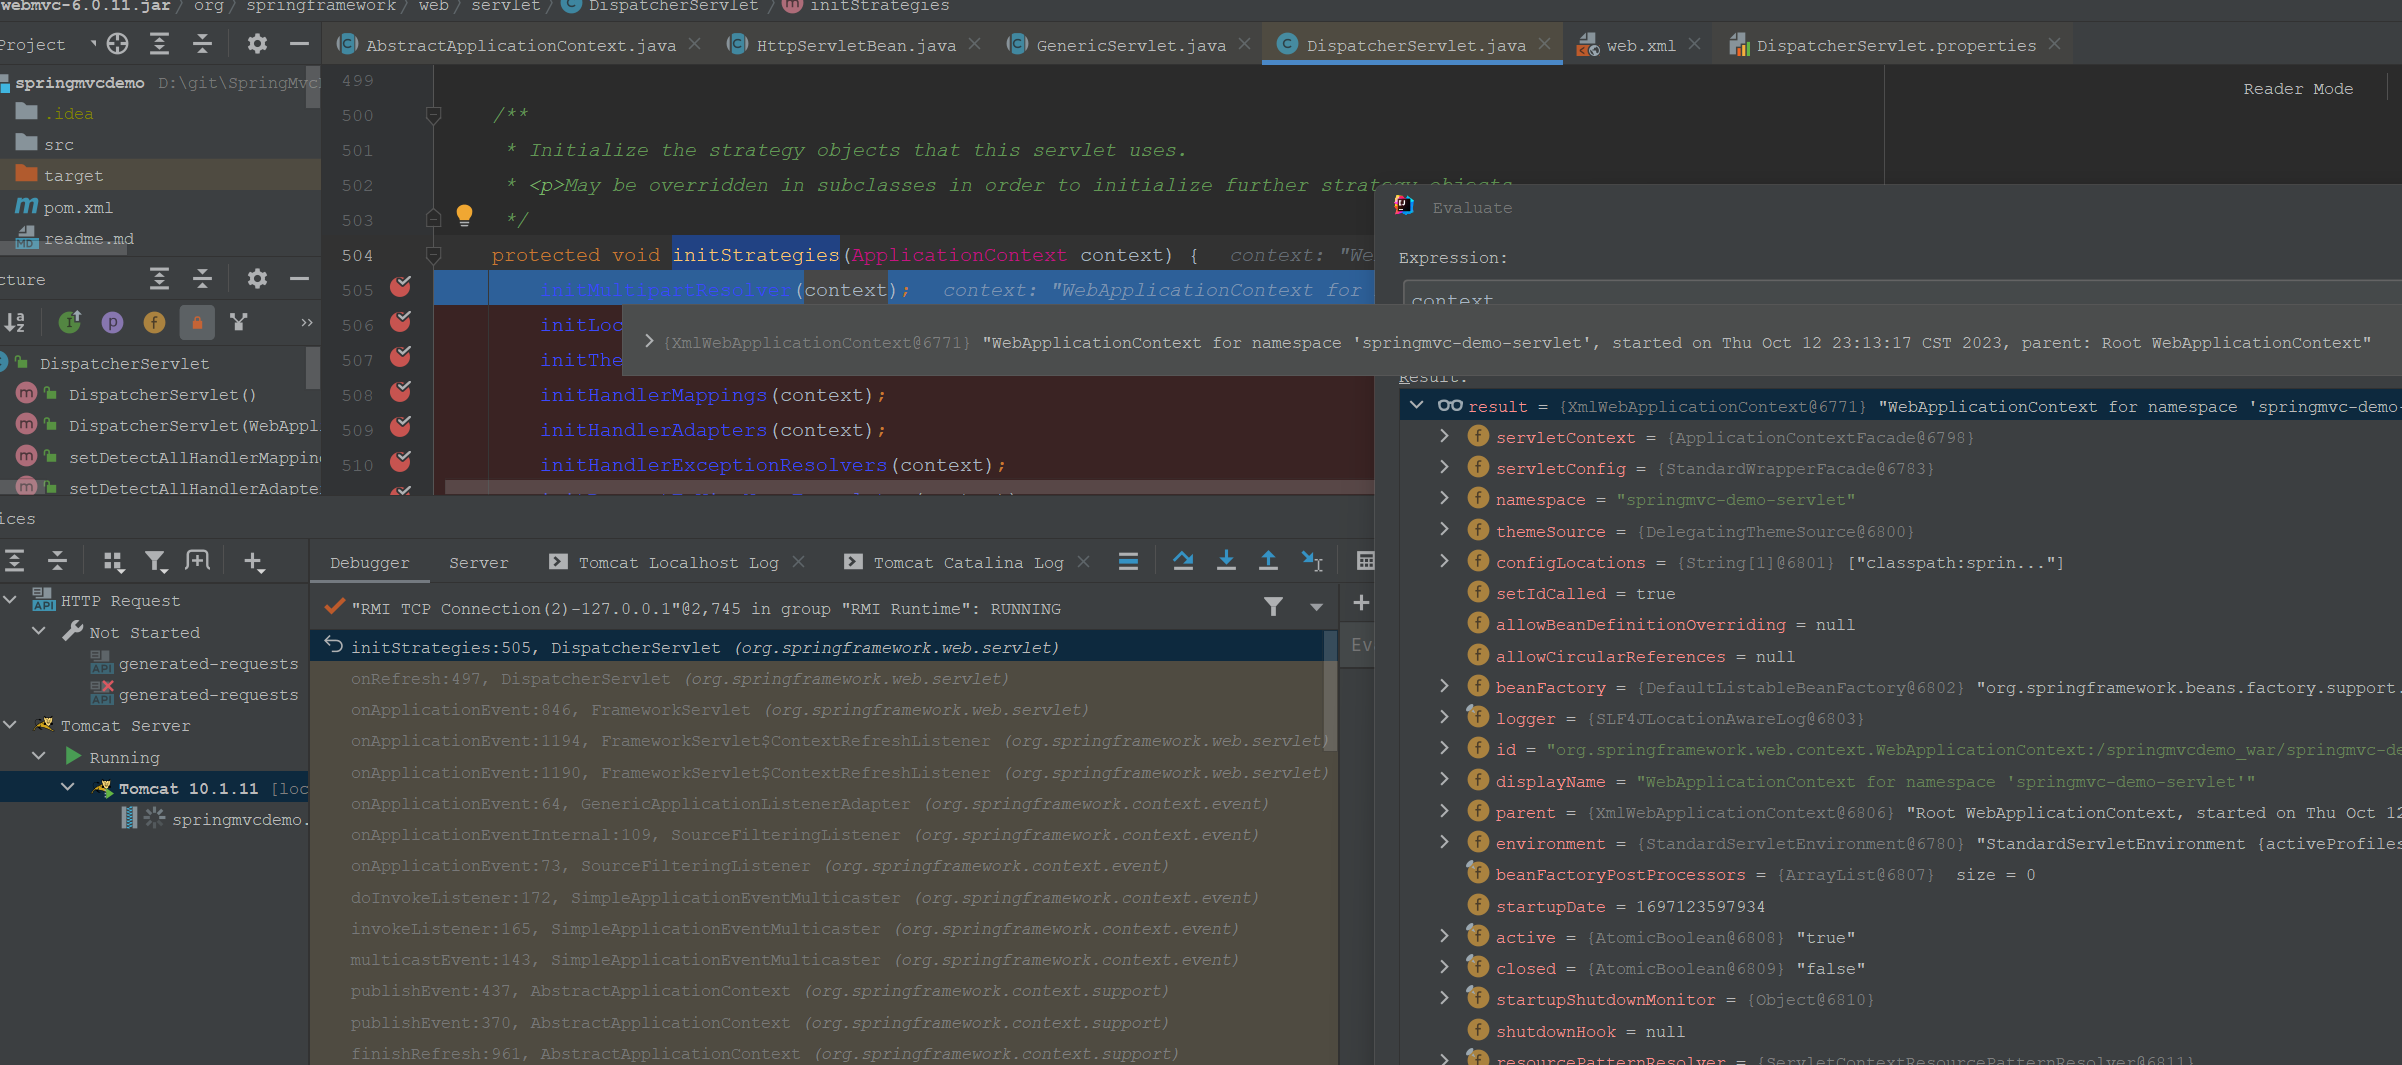 webmvc-6.0.11.jar / org / springframework / web / servlet / DispatcherServlet / initStrategies
Project
AbstractApplicationContext.java
HttpServletBean.java
GenericServlet.java
DispatcherServlet.java
web.xml
DispatcherServlet.properties
springmvcdemo D:\git\SpringMvc
.idea
src
target
pom.xml
readme.md
cture
DispatcherServlet
DispatcherServlet()
DispatcherServlet(WebAppl
setDetectAllHandlerMappin
setDetectAllHandlerAdapte
Reader Mode
499
500 /**
501 * Initialize the strategy objects that this servlet uses.
502 * <p>May be overridden in subclasses in order to initialize further strategy objects
503 */
504 protected void initStrategies(ApplicationContext context) { context: "We
505 initMultipartResolver(context); context: "WebApplicationContext for
506 initLoc
507 initThe
508 initHandlerMappings(context);
509 initHandlerAdapters(context);
510 initHandlerExceptionResolvers(context);
{XmlWebApplicationContext@6771} "WebApplicationContext for namespace 'springmvc-demo-servlet', started on Thu Oct 12 23:13:17 CST 2023, parent: Root WebApplicationContext"
Evaluate
Expression:
context
Result:
result = {XmlWebApplicationContext@6771} "WebApplicationContext for namespace 'springmvc-demo-
servletContext = {ApplicationContextFacade@6798}
servletConfig = {StandardWrapperFacade@6783}
namespace = "springmvc-demo-servlet"
themeSource = {DelegatingThemeSource@6800}
configLocations = {String[1]@6801} ["classpath:sprin..."]
setIdCalled = true
allowBeanDefinitionOverriding = null
allowCircularReferences = null
beanFactory = {DefaultListableBeanFactory@6802} "org.springframework.beans.factory.support.
logger = {SLF4JLocationAwareLog@6803}
id = "org.springframework.web.context.WebApplicationContext:/springmvcdemo_war/springmvc-de
displayName = "WebApplicationContext for namespace 'springmvc-demo-servlet'"
parent = {XmlWebApplicationContext@6806} "Root WebApplicationContext, started on Thu Oct 12
environment = {StandardServletEnvironment@6780} "StandardServletEnvironment {activeProfiles
beanFactoryPostProcessors = {ArrayList@6807} size = 0
startupDate = 1697123597934
active = {AtomicBoolean@6808} "true"
closed = {AtomicBoolean@6809} "false"
startupShutdownMonitor = {Object@6810}
shutdownHook = null
resourcePatternResolver = {ServletContextResourcePatternResolver@6811}
ices
HTTP Request
Not Started
generated-requests
generated-requests
Tomcat Server
Running
Tomcat 10.1.11 [loc
springmvcdemo.
Debugger
Server
Tomcat Localhost Log
Tomcat Catalina Log
"RMI TCP Connection(2)-127.0.0.1"@2,745 in group "RMI Runtime": RUNNING
Ev
initStrategies:505, DispatcherServlet (org.springframework.web.servlet)
onRefresh:497, DispatcherServlet (org.springframework.web.servlet)
onApplicationEvent:846, FrameworkServlet (org.springframework.web.servlet)
onApplicationEvent:1194, FrameworkServlet$ContextRefreshListener (org.springframework.web.servlet)
onApplicationEvent:1190, FrameworkServlet$ContextRefreshListener (org.springframework.web.servlet)
onApplicationEvent:64, GenericApplicationListenerAdapter (org.springframework.context.event)
onApplicationEventInternal:109, SourceFilteringListener (org.springframework.context.event)
onApplicationEvent:73, SourceFilteringListener (org.springframework.context.event)
doInvokeListener:172, SimpleApplicationEventMulticaster (org.springframework.context.event)
invokeListener:165, SimpleApplicationEventMulticaster (org.springframework.context.event)
multicastEvent:143, SimpleApplicationEventMulticaster (org.springframework.context.event)
publishEvent:437, AbstractApplicationContext (org.springframework.context.support)
publishEvent:370, AbstractApplicationContext (org.springframework.context.support)
finishRefresh:961, AbstractApplicationContext (org.springframework.context.support)